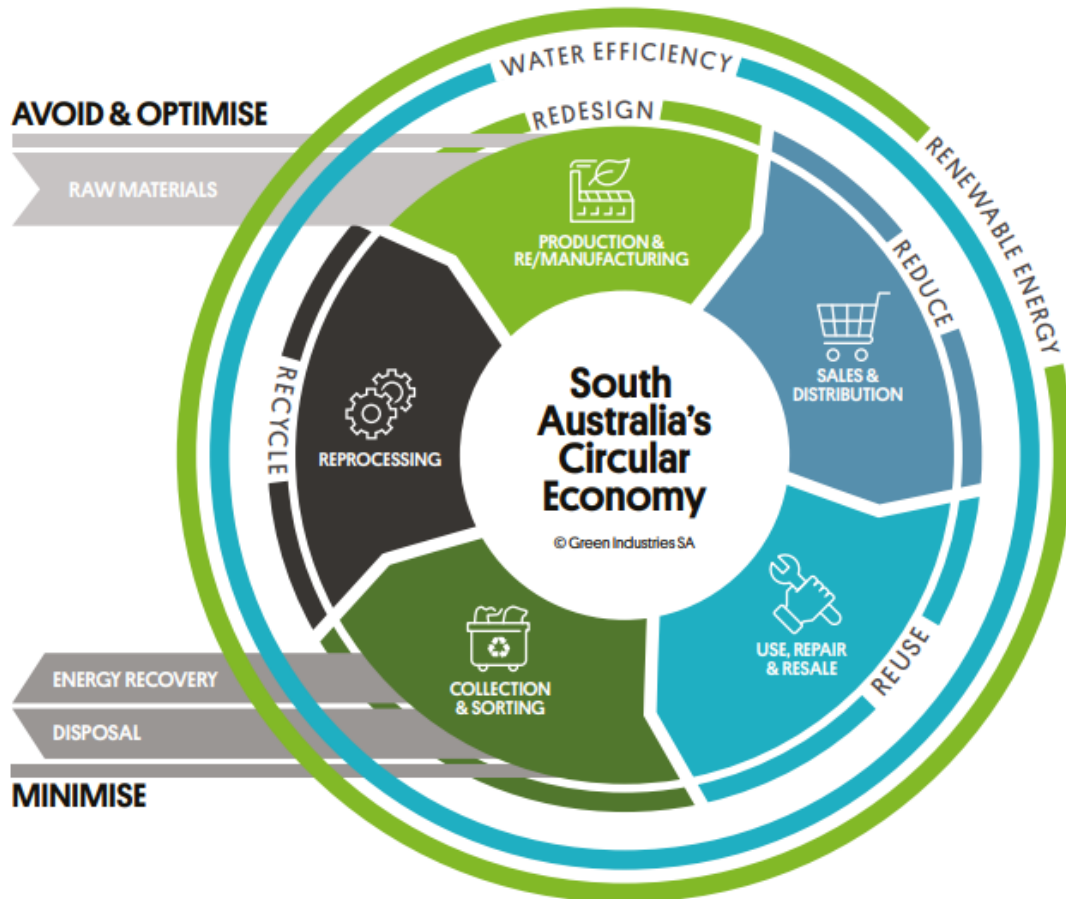 WATER EFFICIENCY
AVOID & OPTIMISE
REDESIGN
RENEWABLE ENERGY
RAW MATERIALS
PRODUCTION &
RE/MANUFACTURING
REDUCE
SALES &
DISTRIBUTION
RECYCLE
REPROCESSING
South
Australia's
Circular
Economy
© Green Industries SA
USE, REPAIR
& RESALE
REUSE
COLLECTION
& SORTING
ENERGY RECOVERY
DISPOSAL
MINIMISE